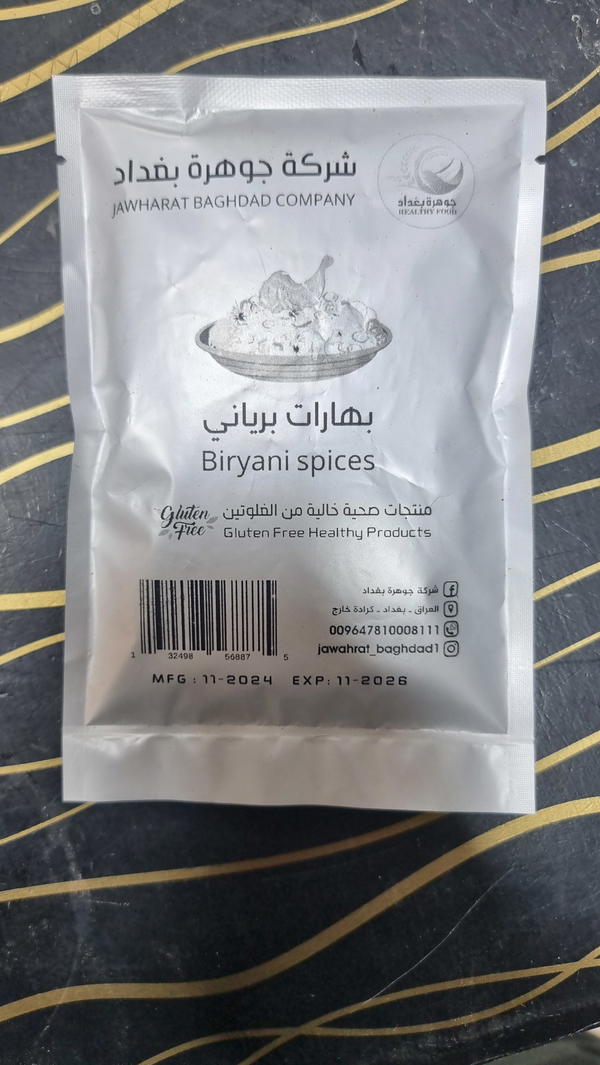 شركة جوهرة بغداد
JAWHARAT BAGHDAD COMPANY
جوهرة بغداد
HEALTHY FOOD
بهارات برياني
Biryani spices
Gluten
Free
منتجات صحية خالية من الغلوتين
Gluten Free Healthy Products
شركة جوهرة بغداد
العراق - بغداد - كرادة خارج
009647810008111
jawahrat_baghdad1
1 32498 56887 5
MFG : 11-2024 EXP: 11-2026